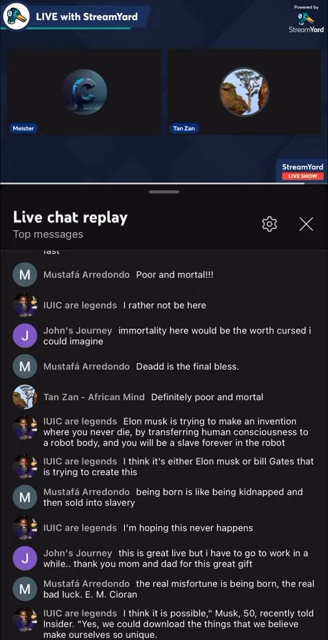 LIVE with StreamYard
Powered by
StreamYard
Meister
Tan Zan
StreamYard
LIVE SHOW
Live chat replay
Top messages
fast
M Mustafá Arredondo Poor and mortal!!!
IUIC are legends I rather not be here
J John's Journey immortality here would be the worth cursed i
could imagine
M Mustafá Arredondo Deadd is the final bless.
Tan Zan - African Mind Definitely poor and mortal
IUIC are legends Elon musk is trying to make an invention
where you never die, by transferring human consciousness to
a robot body, and you will be a slave forever in the robot
IUIC are legends I think it's either Elon musk or bill Gates that
is trying to create this
M Mustafá Arredondo being born is like being kidnapped and
then sold into slavery
IUIC are legends I'm hoping this never happens
J John's Journey this is great live but i have to go to work in a
while.. thank you mom and dad for this great gift
M Mustafá Arredondo the real misfortune is being born, the real
bad luck. E. M. Cioran
IUIC are legends I think it is possible," Musk, 50, recently told
Insider. "Yes, we could download the things that we believe
make ourselves so unique.